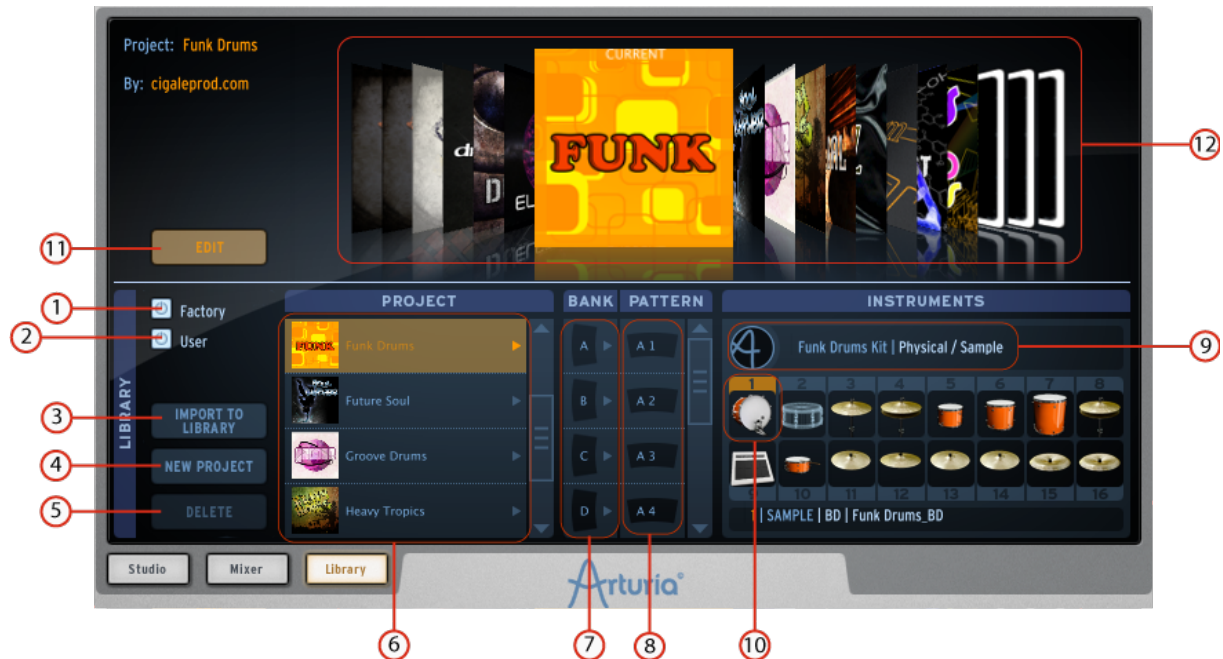 Project: Funk Drums
By: cigaleprod.com
CURRENT
FUNK
12
11
EDIT
1
Factory
2
User
LIBRARY
3
IMPORT TO
LIBRARY
4
NEW PROJECT
5
DELETE
PROJECT
Funk Drums
Future Soul
Groove Drums
Heavy Tropics
BANK
A
B
C
D
PATTERN
A 1
A 2
A 3
A 4
INSTRUMENTS
Funk Drums Kit | Physical / Sample
9
1 2 3 4 5 6 7 8
9 10 11 12 13 14 15 16
1 | SAMPLE | BD | Funk Drums_BD
Studio
Mixer
Library
Arturia
6
7
8
10